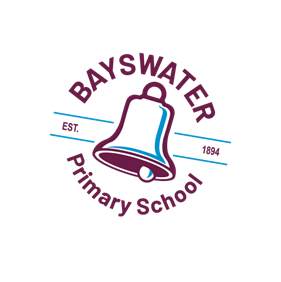 BAYSWATER
EST.
1894
Primary School